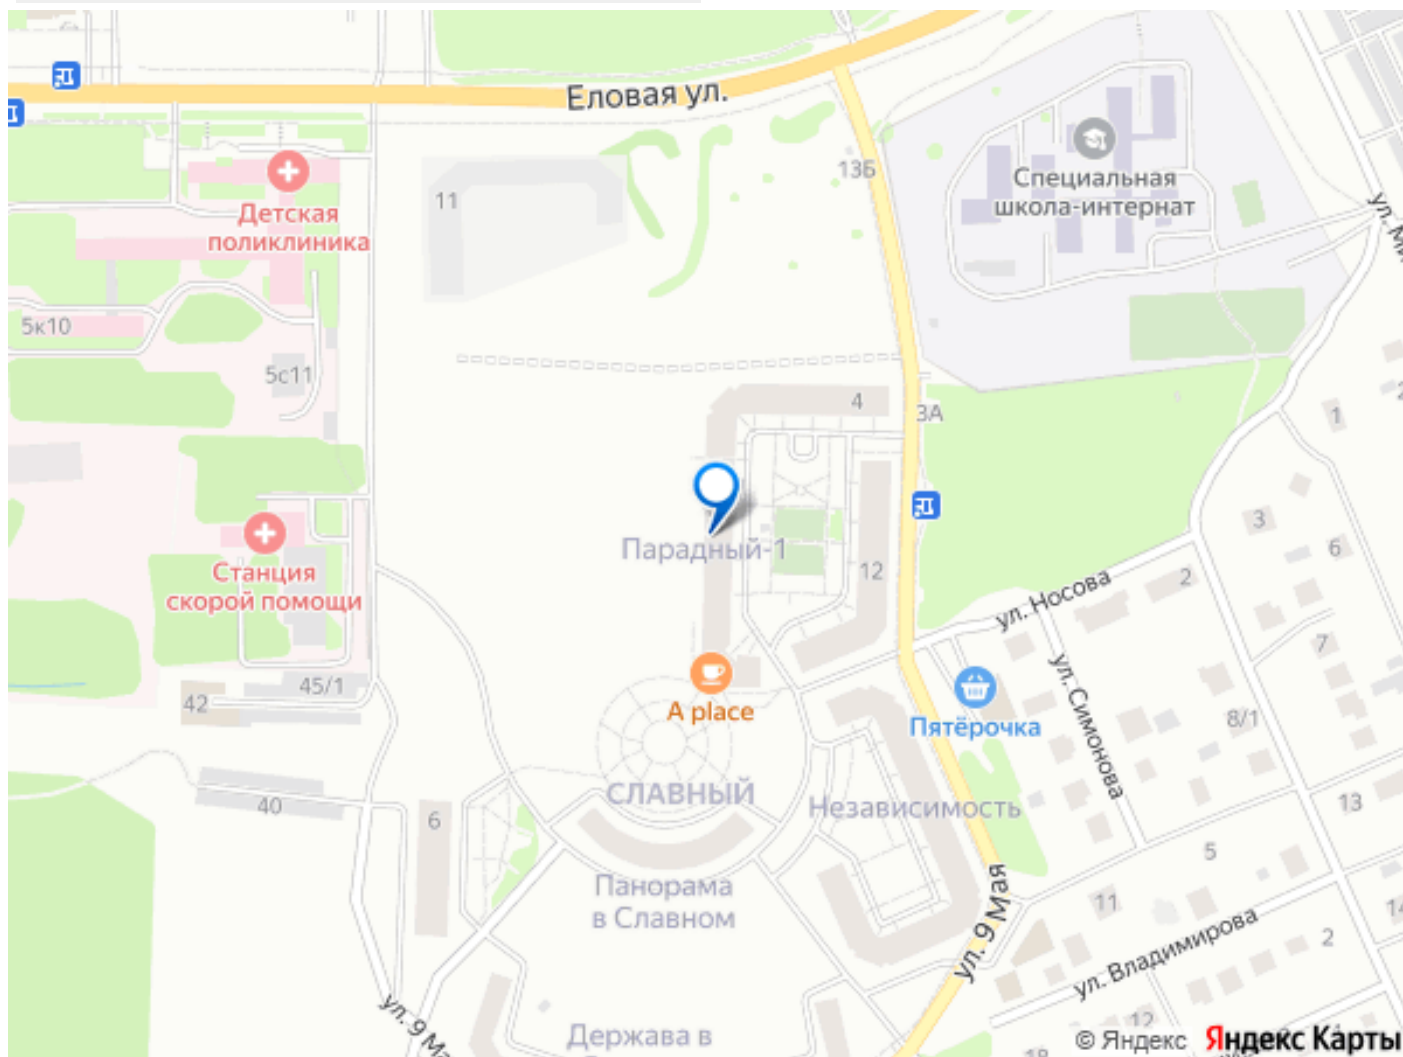 Еловая ул.
11
13Б
Специальная
школа-интернат
Детская
поликлиника
5к10
5с11
4
3А
1
3
6
Парадный-1
12
2
ул. Носова
Станция
скорой помощи
7
ул. Симонова
45/1
42
A place
Пятёрочка
8/1
40
6
СЛАВНЫЙ
Независимость
13
5
Панорама
в Славном
11
ул. 9 Мая
ул. Владимирова
2
Держава в
12
© Яндекс Яндекс Карты